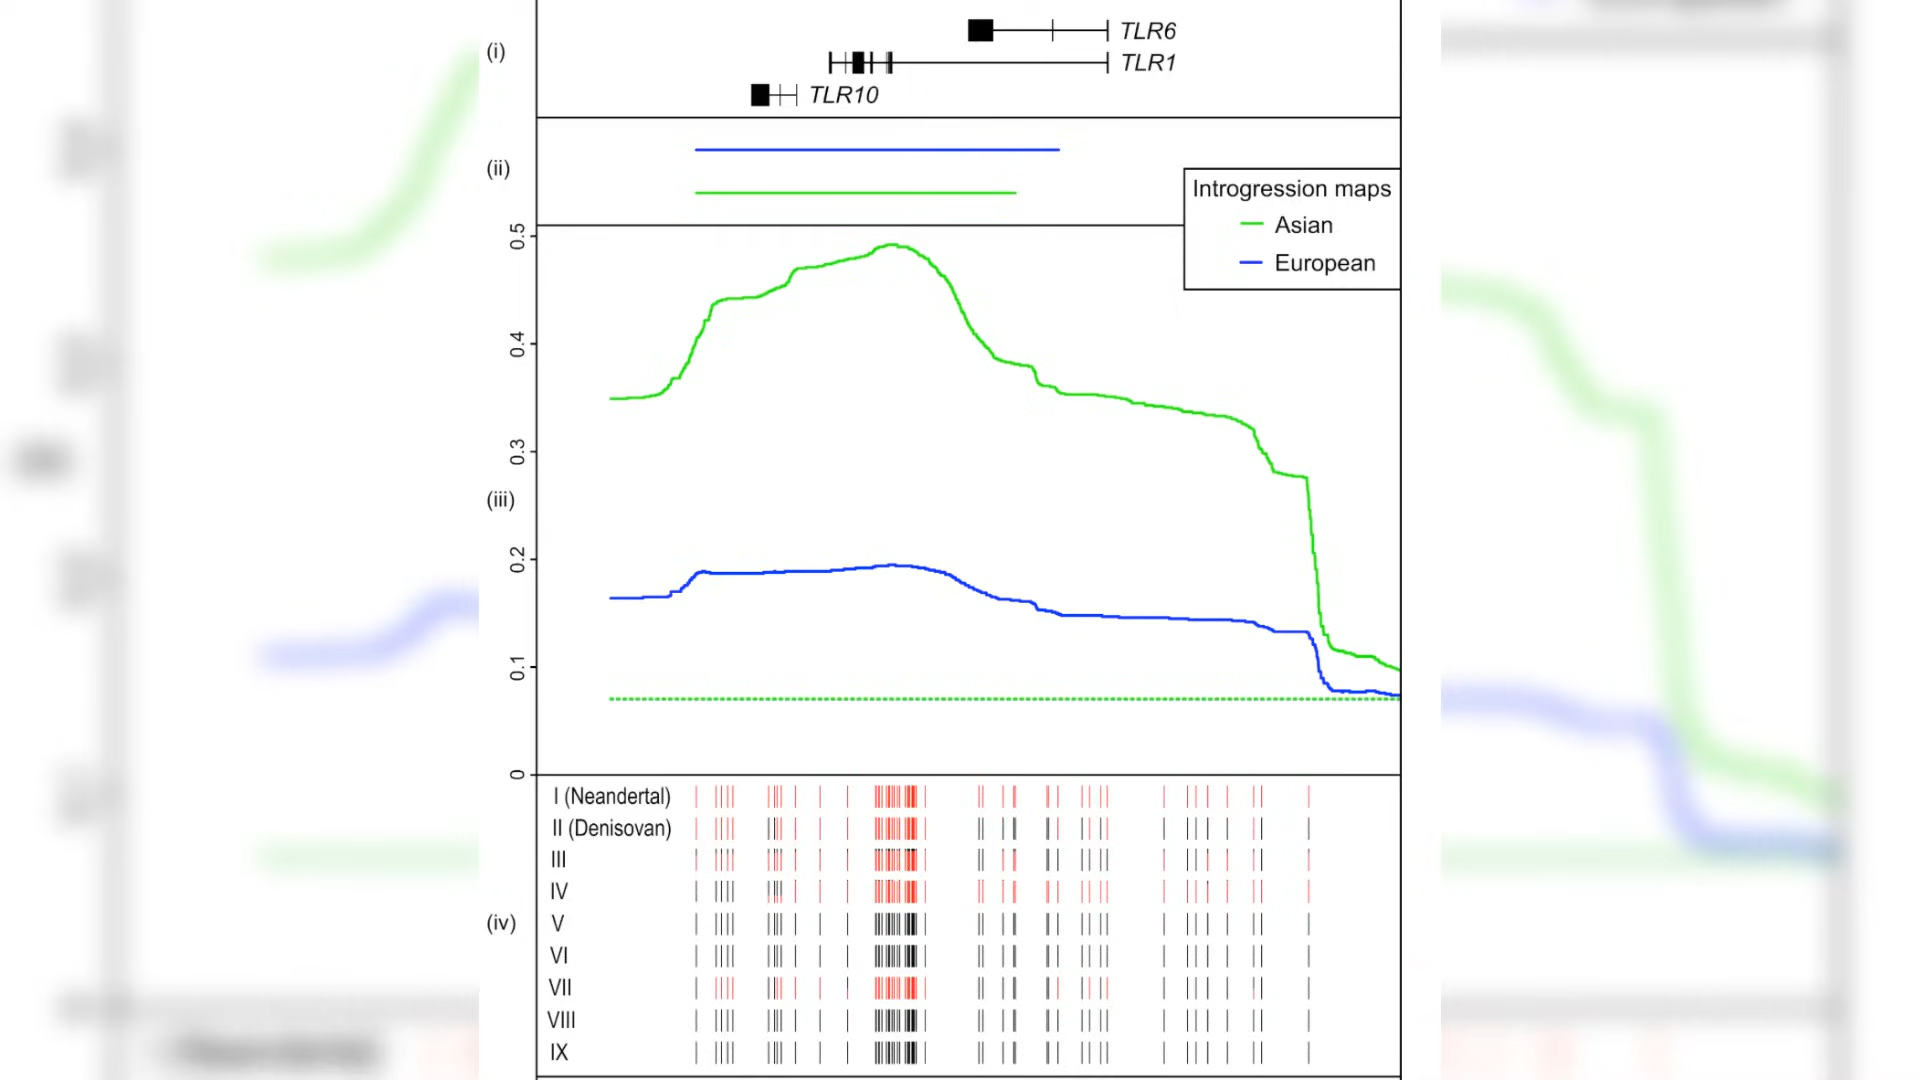 (i)
TLR6
TLR1
TLR10
(ii)
Introgression maps
Asian
European
0.5
0.4
0.3
(iii)
0.2
0.1
0
I (Neandertal)
II (Denisovan)
III
IV
(iv)
V
VI
VII
VIII
IX